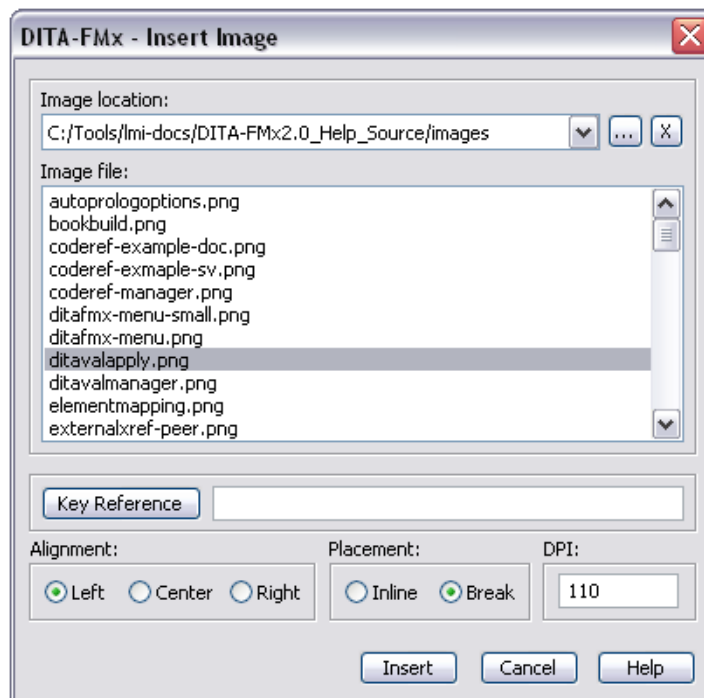 DITA-FMx - Insert Image
Image location:
C:/Tools/lmi-docs/DITA-FMx2.0_Help_Source/images
... X
Image file:
autoprologoptions.png
bookbuild.png
coderef-example-doc.png
coderef-exmaple-sv.png
coderef-manager.png
ditafmx-menu-small.png
ditafmx-menu.png
ditavalapply.png
ditavalmanager.png
elementmapping.png
externalxref-peer.png
Key Reference
Alignment: Placement: DPI:
Left Center Right Inline Break 110
Insert Cancel Help